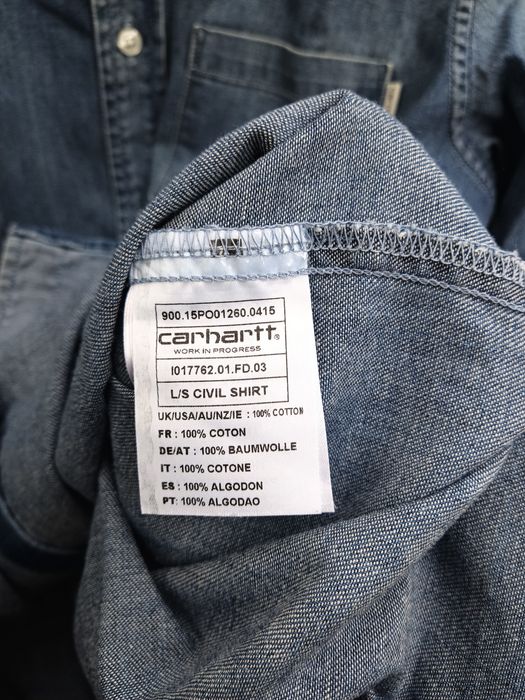 900.15PO01260.0415
carhartt®
WORK IN PROGRESS
I017762.01.FD.03
L/S CIVIL SHIRT
UK/USA/AU/NZ/IE : 100% COTTON
FR : 100% COTON
DE/AT : 100% BAUMWOLLE
IT : 100% COTONE
ES : 100% ALGODON
PT: 100% ALGODAO